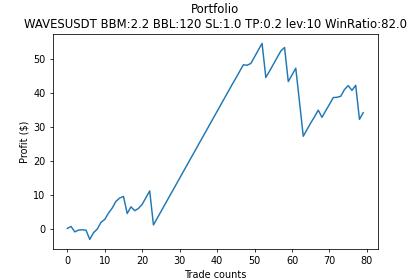 Portfolio
WAVESUSDT BBM:2.2 BBL:120 SL:1.0 TP:0.2 lev:10 WinRatio:82.0
Profit ($)
50
40
30
20
10
0
0 10 20 30 40 50 60 70 80
Trade counts